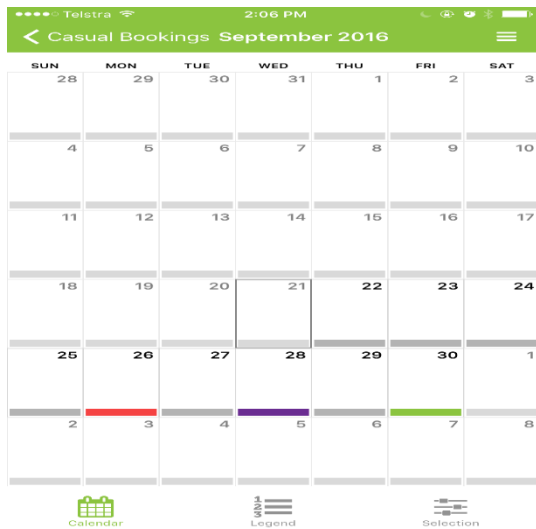 Telstra 2:06 PM
Casual Bookings September 2016
SUN MON TUE WED THU FRI SAT
28 29 30 31 1 2 3
4 5 6 7 8 9 10
11 12 13 14 15 16 17
18 19 20 21 22 23 24
25 26 27 28 29 30 1
2 3 4 5 6 7 8
1
2
3
Calendar Legend Selection